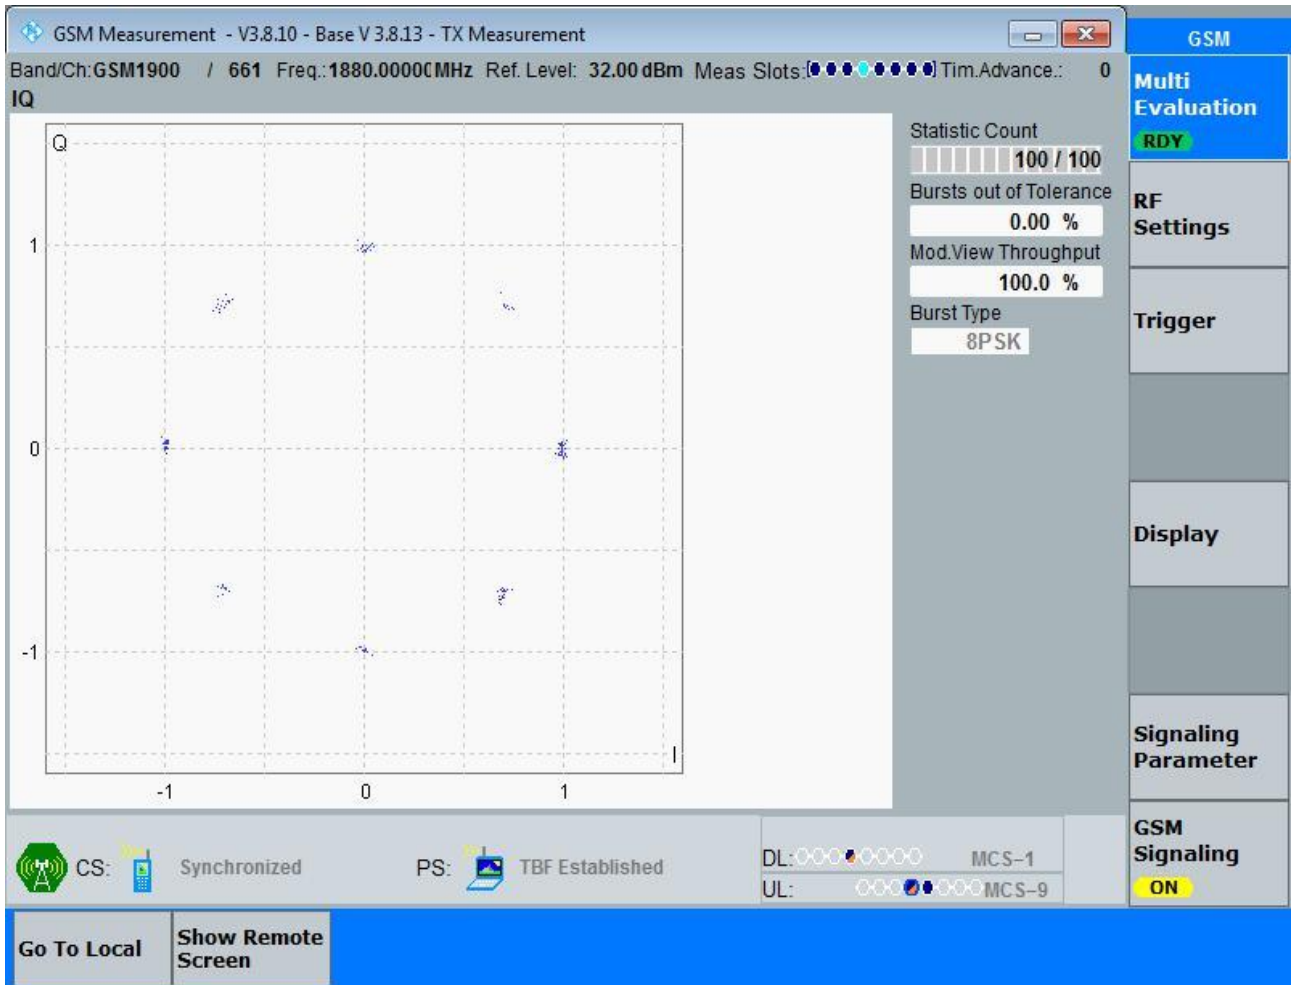 GSM Measurement - V3.8.10 - Base V 3.8.13 - TX Measurement
GSM
Band/Ch:GSM1900 / 661 Freq.:1880.00000 MHz Ref. Level: 32.00 dBm Meas Slots: Tim.Advance.: 0
IQ
Multi
Evaluation
RDY
Q
Statistic Count
100 / 100
Bursts out of Tolerance
0.00 %
Mod.View Throughput
100.0 %
Burst Type
8PSK
RF
Settings
Trigger
1
0
-1
I
-1 0 1
Display
Signaling
Parameter
GSM
Signaling
ON
CS: Synchronized PS: TBF Established
DL: MCS-1
UL: MCS-9
Go To Local
Show Remote
Screen